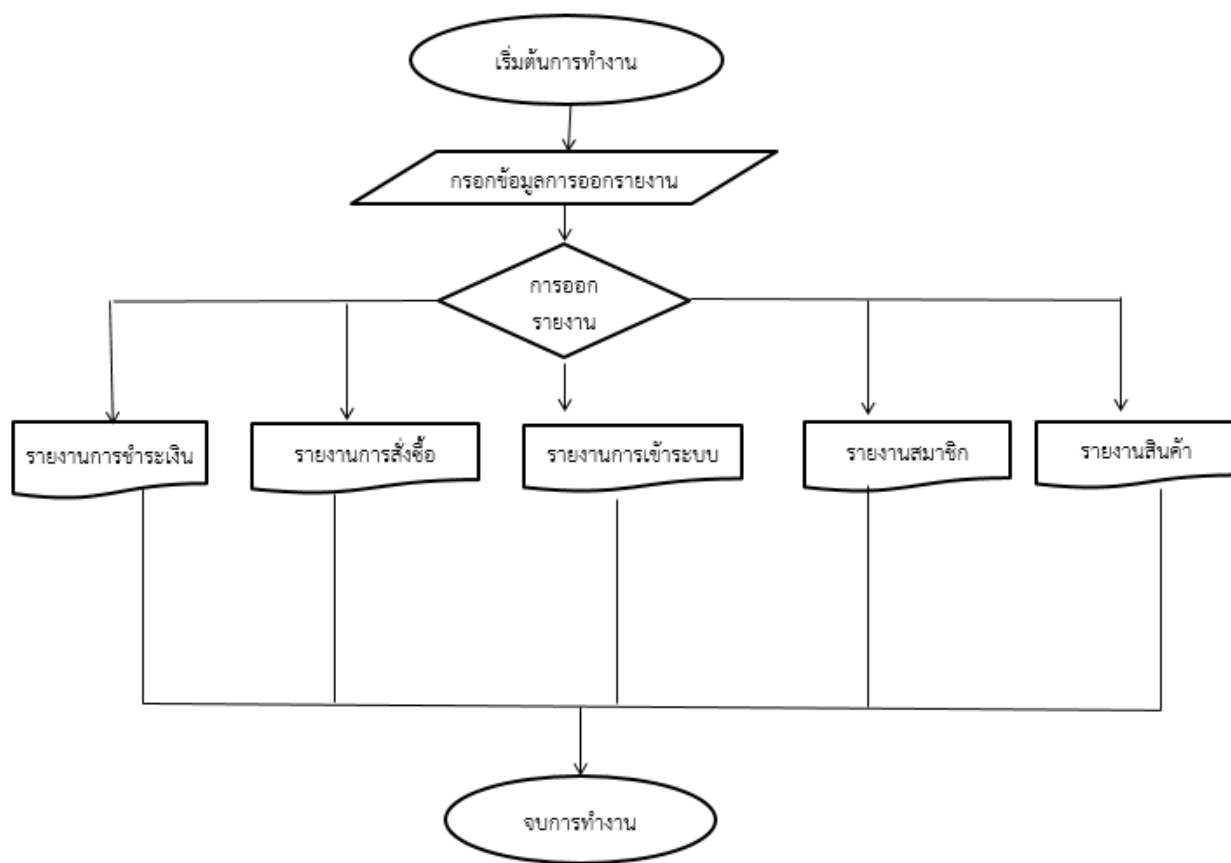 เริ่มต้นการทำงาน
กรอกข้อมูลการออกรายงาน
การออก
รายงาน
รายงานการชำระเงิน
รายงานการสั่งซื้อ
รายงานการเข้าระบบ
รายงานสมาชิก
รายงานสินค้า
จบการทำงาน